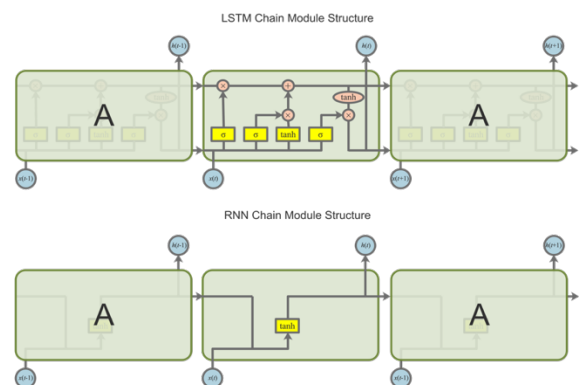 LSTM Chain Module Structure
h(t-1) h(t) h(t+1)
× +
tanh
A × × A
σ σ tanh σ
x(t-1) x(t) x(t+1)
RNN Chain Module Structure
h(t-1) h(t) h(t+1)
A tanh A
x(t-1) x(t) x(t+1)